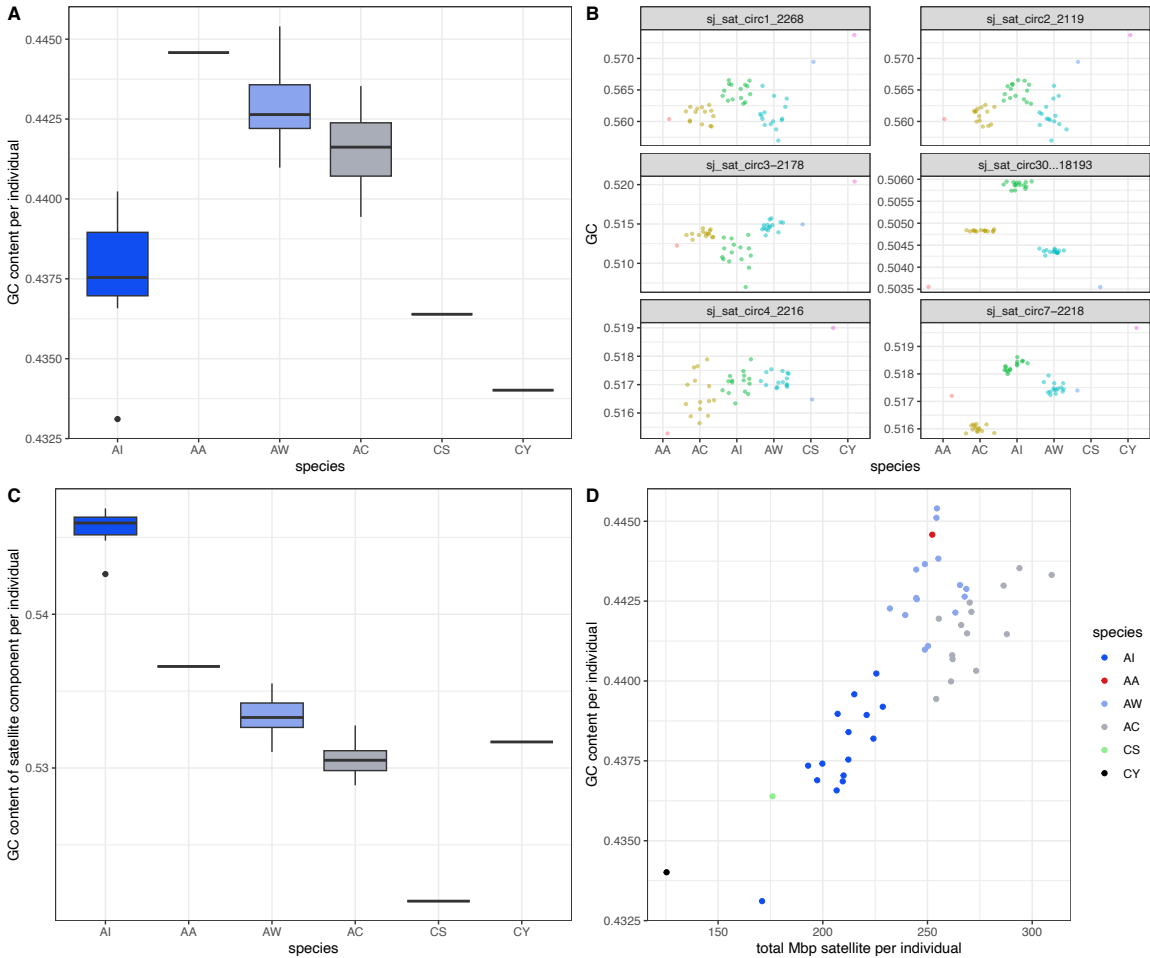 A
GC content per individual
0.4450
0.4425
0.4400
0.4375
0.4350
0.4325
AI AA AW AC CS CY
species
B
GC
sj_sat_circ1_2268
sj_sat_circ2_2119
0.570
0.565
0.560
0.570
0.565
0.560
sj_sat_circ3-2178
sj_sat_circ30...18193
0.520
0.515
0.510
0.5060
0.5055
0.5050
0.5045
0.5040
0.5035
sj_sat_circ4_2216
sj_sat_circ7-2218
0.519
0.518
0.517
0.516
0.519
0.518
0.517
0.516
AA AC AI AW CS CY
AA AC AI AW CS CY
species
C
GC content of satellite component per individual
0.54
0.53
AI AA AW AC CS CY
species
D
GC content per individual
0.4450
0.4425
0.4400
0.4375
0.4350
0.4325
150 200 250 300
total Mbp satellite per individual
species
AI
AA
AW
AC
CS
CY